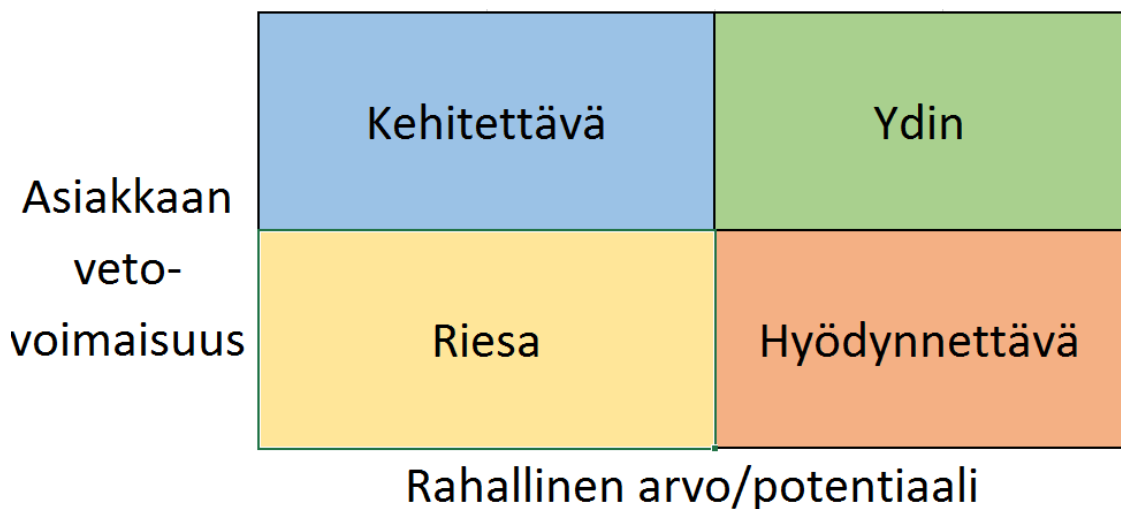 Kehitettävä
Ydin
Asiakkaan
veto-
voimaisuus
Riesa
Hyödynnettävä
Rahallinen arvo/potentiaali